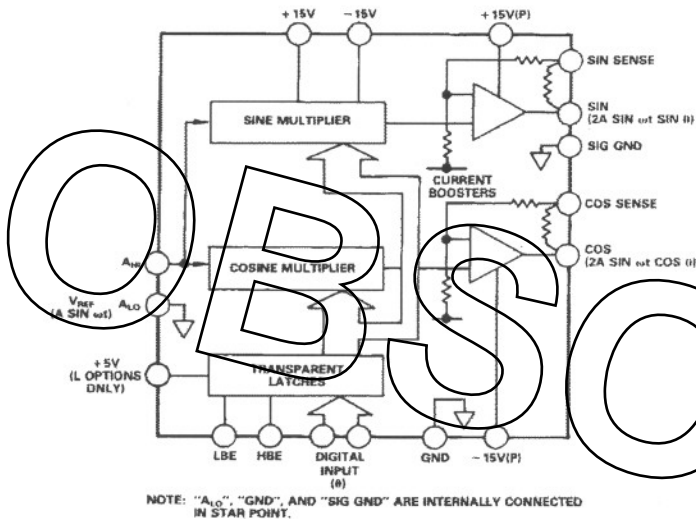 +15V
−15V
+15V(P)
SIN SENSE
SINE MULTIPLIER
SIN
(2A SIN ωt SIN θ)
SIG GND
CURRENT
BOOSTERS
COS SENSE
COS
(2A SIN ωt COS θ)
AHI
COSINE MULTIPLIER
VREF
(A SIN ωt)
ALO
+5V
(L OPTIONS
ONLY)
TRANSPARENT
LATCHES
LBE
HBE
DIGITAL
INPUT
(θ)
GND
−15V(P)
NOTE: "ALO", "GND", AND "SIG GND" ARE INTERNALLY CONNECTED
IN STAR POINT.
OBSO